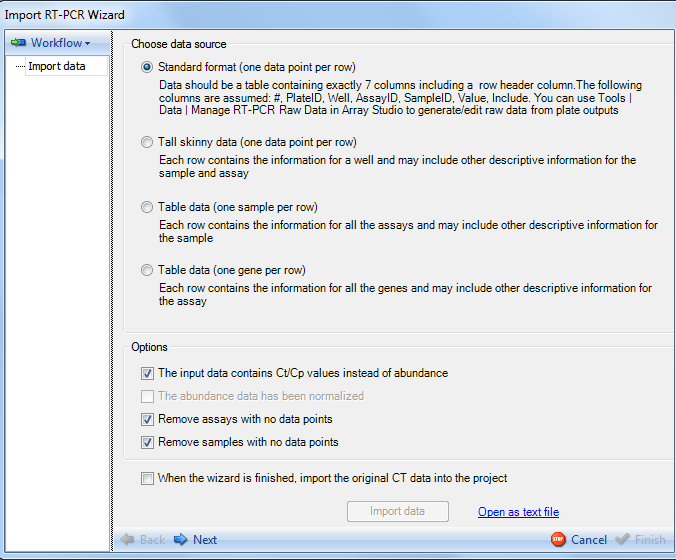 Import RT-PCR Wizard
Workflow
Import data
Choose data source
Standard format (one data point per row)
Data should be a table containing exactly 7 columns including a row header column.The following
columns are assumed: #, PlateID, Well, AssayID, SampleID, Value, Include. You can use Tools |
Data | Manage RT-PCR Raw Data in Array Studio to generate/edit raw data from plate outputs
Tall skinny data (one data point per row)
Each row contains the information for a well and may include other descriptive information for the
sample and assay
Table data (one sample per row)
Each row contains the information for all the assays and may include other descriptive information for
the sample
Table data (one gene per row)
Each row contains the information for all the genes and may include other descriptive information for
the assay
Options
The input data contains Ct/Cp values instead of abundance
The abundance data has been normalized
Remove assays with no data points
Remove samples with no data points
When the wizard is finished, import the original CT data into the project
Import data Open as text file
Back Next STOP Cancel Finish